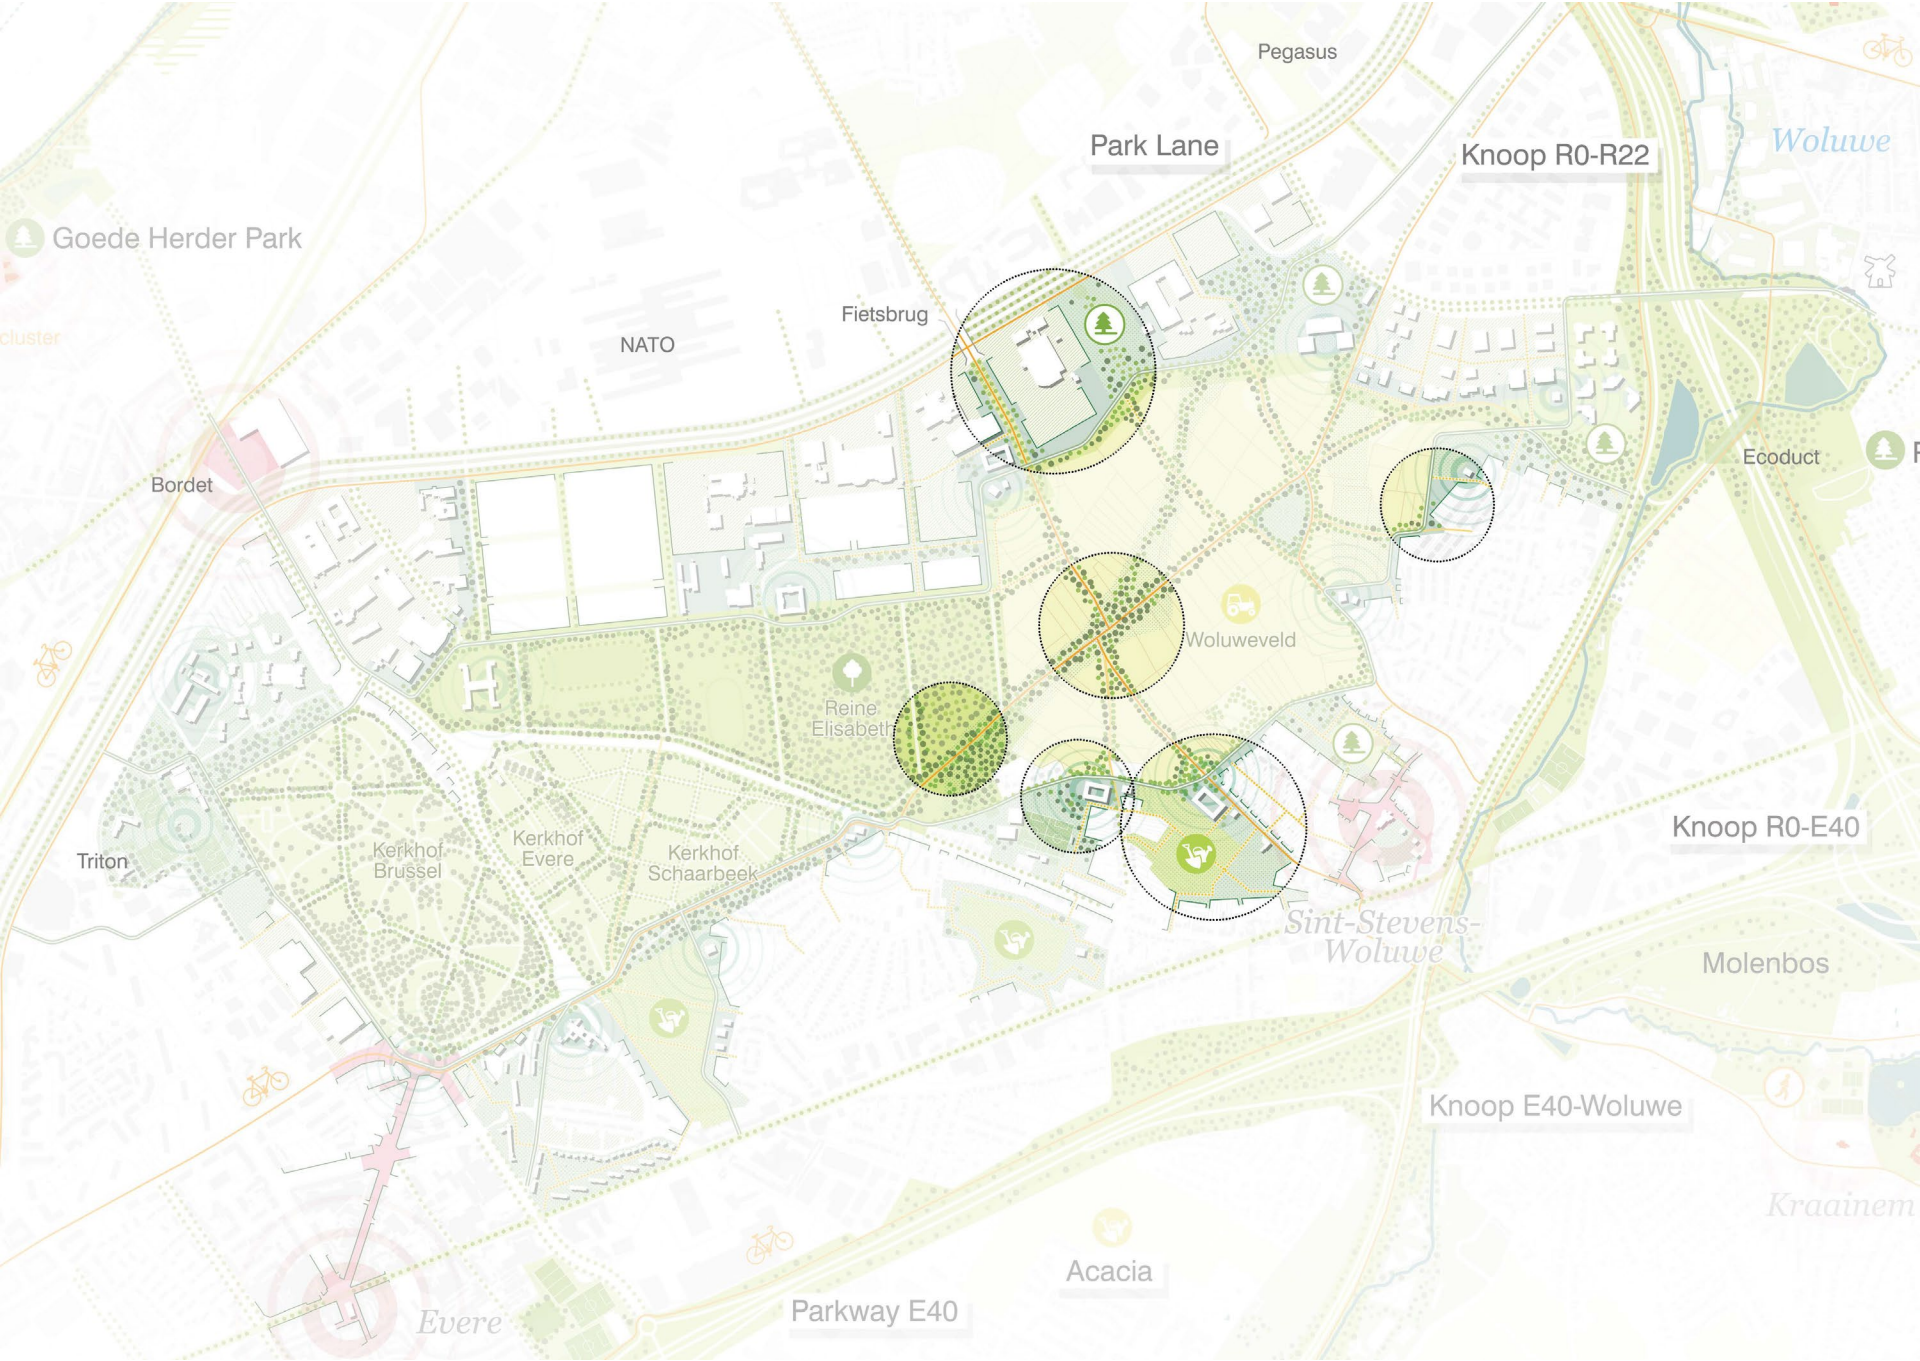 Pegasus
Park Lane
Knoop R0-R22
Woluwe
Goede Herder Park
Fietsbrug
NATO
cluster
Bordet
Ecoduct
F
Woluweveld
Reine
Elisabeth
Kerkhof
Evere
Kerkhof
Brussel
Kerkhof
Schaarbeek
Triton
Knoop R0-E40
Sint-Stevens-
Woluwe
Molenbos
Knoop E40-Woluwe
Kraainem
Acacia
Parkway E40
Evere